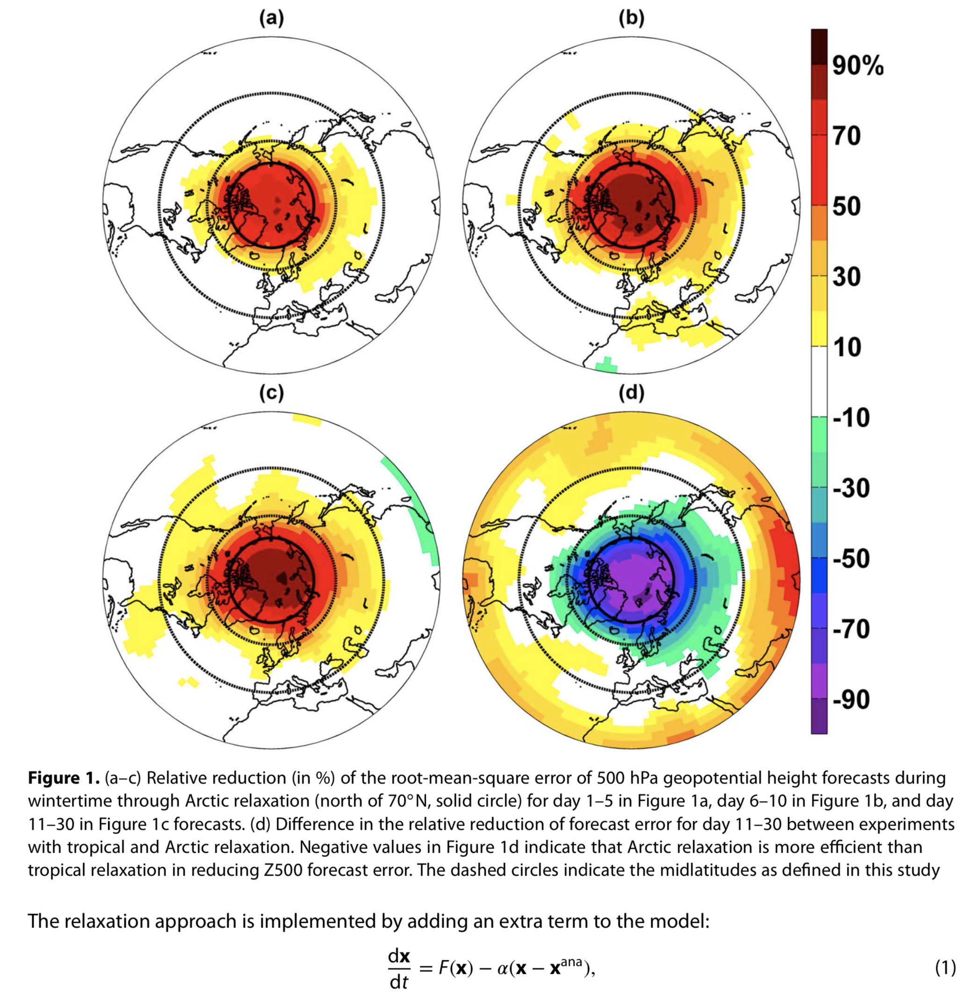 (a)
(b)
90%
70
50
30
10
-10
-30
-50
-70
-90
(c)
(d)
Figure 1. (a–c) Relative reduction (in %) of the root-mean-square error of 500 hPa geopotential height forecasts during
wintertime through Arctic relaxation (north of 70°N, solid circle) for day 1–5 in Figure 1a, day 6–10 in Figure 1b, and day
11–30 in Figure 1c forecasts. (d) Difference in the relative reduction of forecast error for day 11–30 between experiments
with tropical and Arctic relaxation. Negative values in Figure 1d indicate that Arctic relaxation is more efficient than
tropical relaxation in reducing Z500 forecast error. The dashed circles indicate the midlatitudes as defined in this study
The relaxation approach is implemented by adding an extra term to the model:
dx/dt = F(x) − α(x − x^ana), (1)